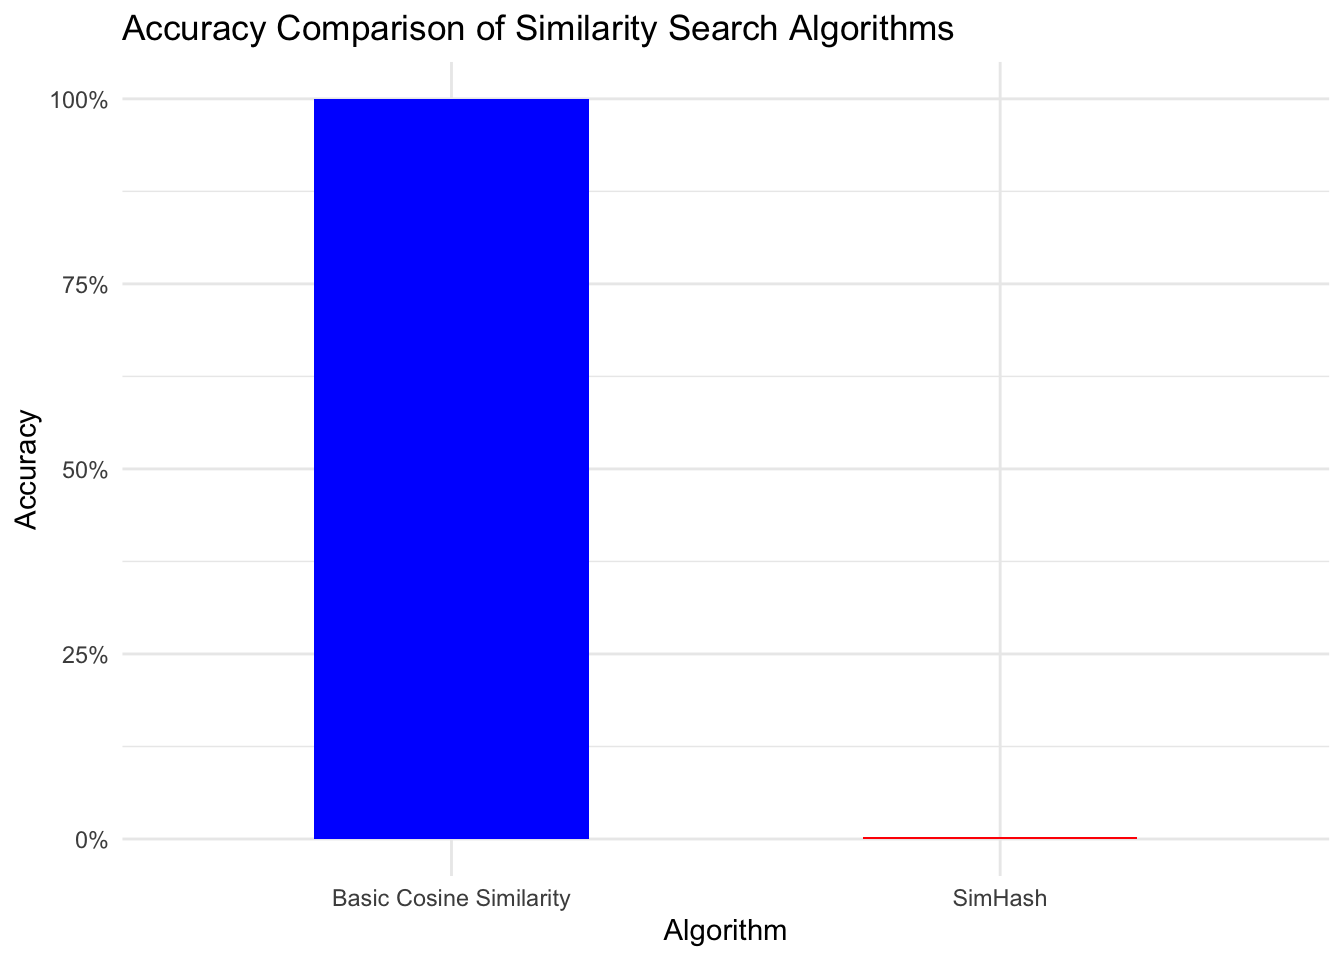 Accuracy Comparison of Similarity Search Algorithms
100%
75%
50%
25%
0%
Accuracy
Basic Cosine Similarity
SimHash
Algorithm